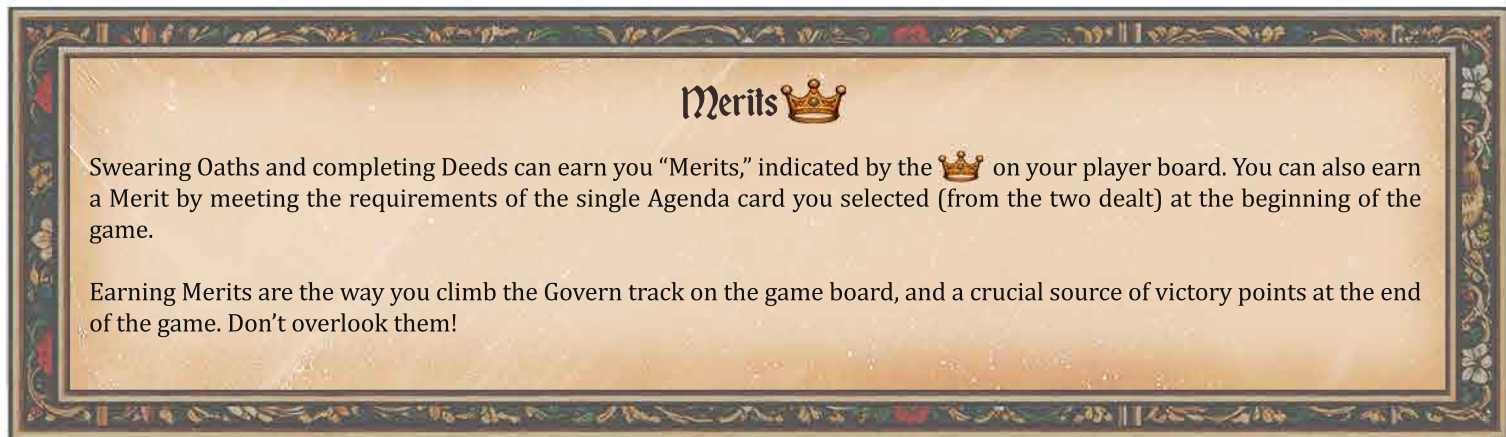 Merits
Swearing Oaths and completing Deeds can earn you “Merits,” indicated by the on your player board. You can also earn
a Merit by meeting the requirements of the single Agenda card you selected (from the two dealt) at the beginning of the
game.
Earning Merits are the way you climb the Govern track on the game board, and a crucial source of victory points at the end
of the game. Don’t overlook them!